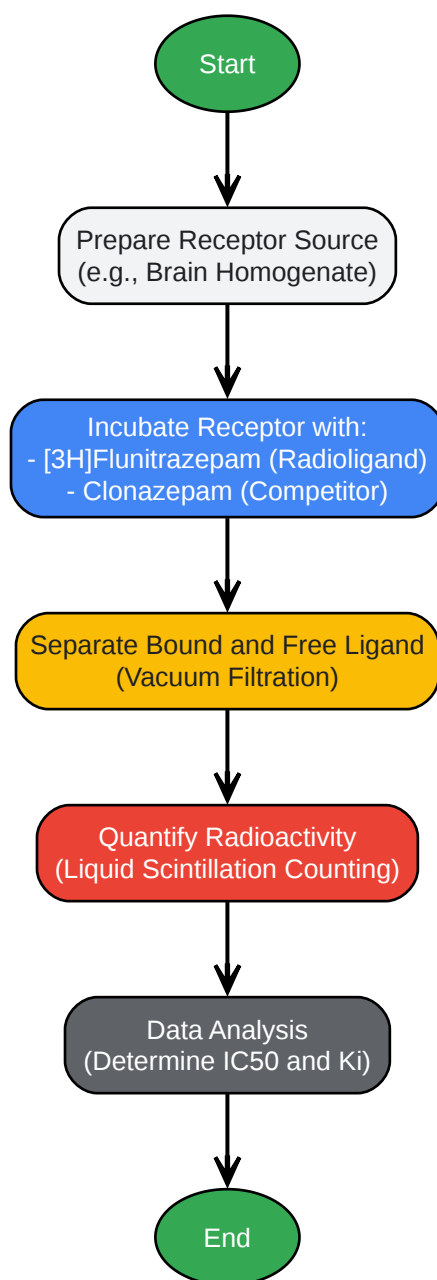 Start
Prepare Receptor Source
(e.g., Brain Homogenate)
Incubate Receptor with:
- [3H]Flunitrazepam (Radioligand)
- Clonazepam (Competitor)
Separate Bound and Free Ligand
(Vacuum Filtration)
Quantify Radioactivity
(Liquid Scintillation Counting)
Data Analysis
(Determine IC50 and Ki)
End